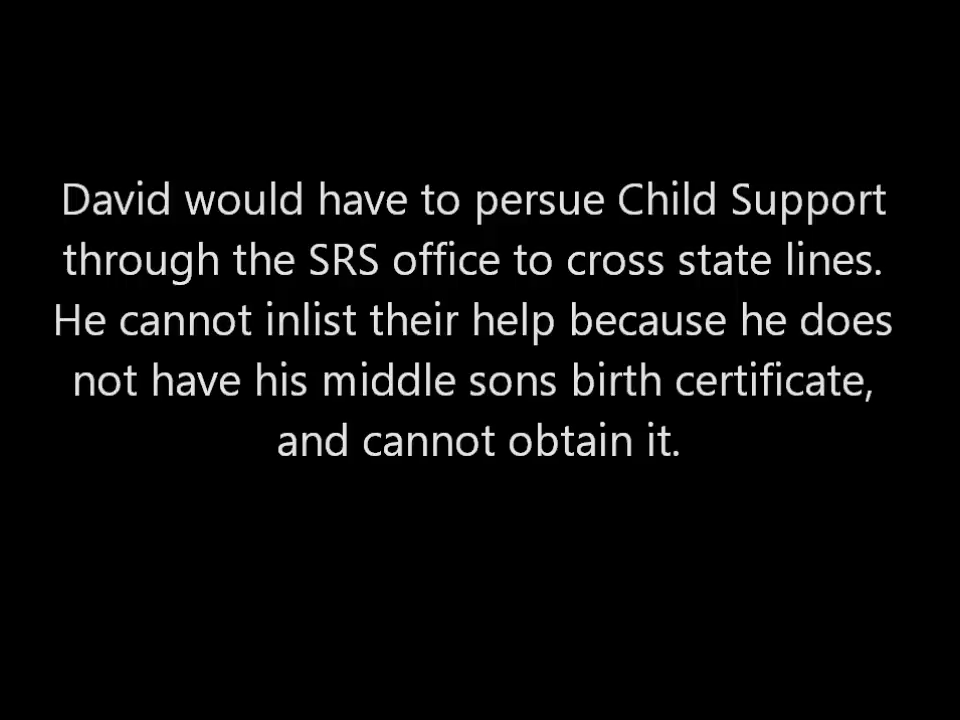 David would have to persue Child Support
through the SRS office to cross state lines.
He cannot inlist their help because he does
not have his middle sons birth certificate,
and cannot obtain it.